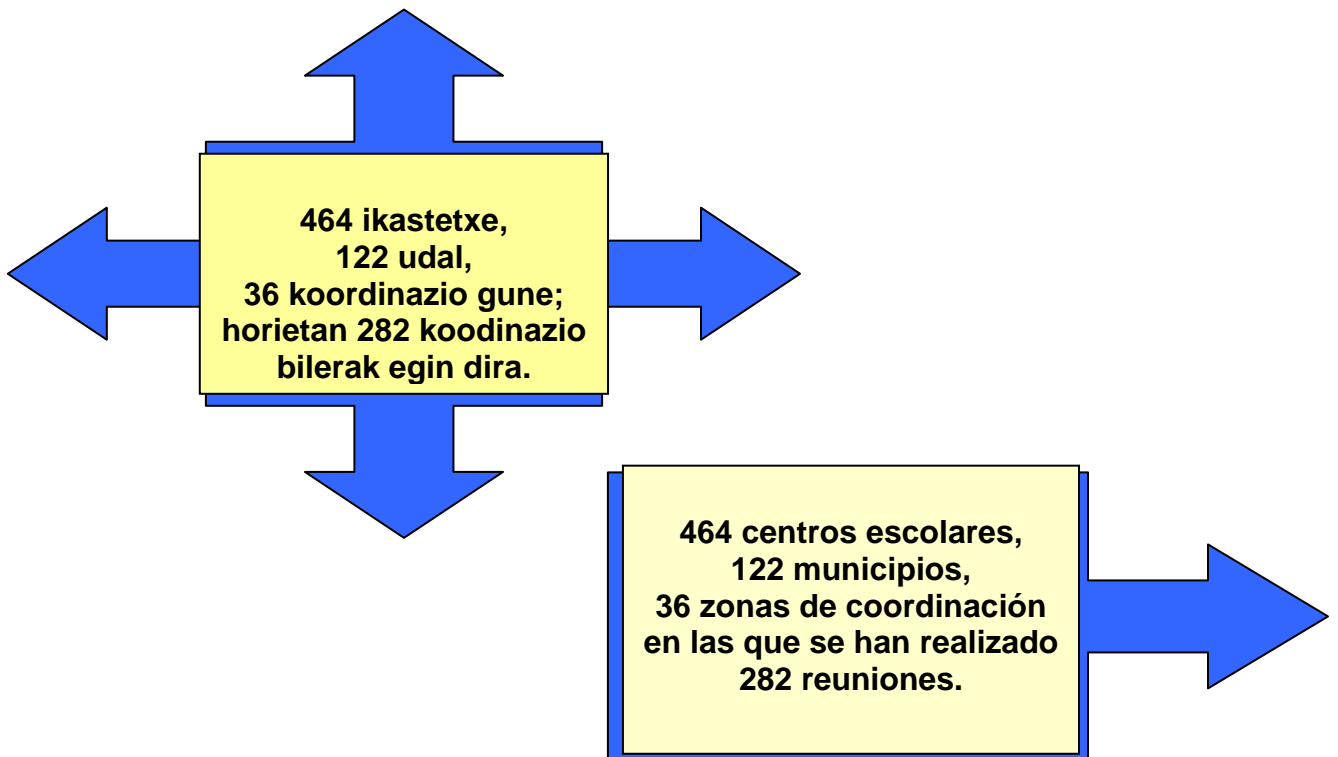 464 ikastetxe,
122 udal,
36 koordinazio gune;
horietan 282 koodinazio
bilerak egin dira.
464 centros escolares,
122 municipios,
36 zonas de coordinación
en las que se han realizado
282 reuniones.